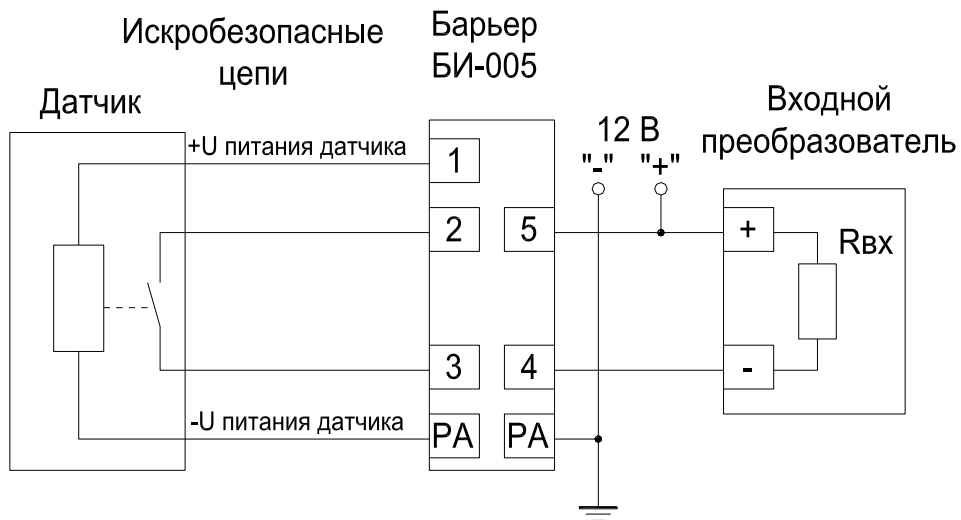 Искробезопасные
цепи
Барьер
БИ-005
Датчик
12 В
"-" "+"
Входной
преобразователь
+U питания датчика
1
2
5
+
Rвх
3
4
-
-U питания датчика
PA
PA